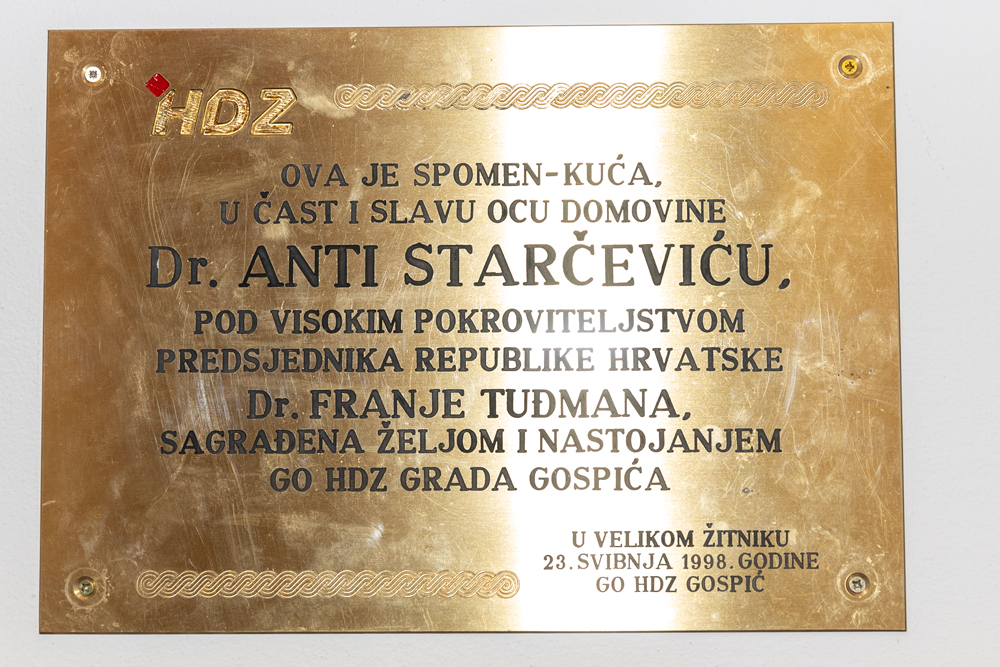 HDZ
OVA JE SPOMEN-KUĆA,
U ČAST I SLAVU OCU DOMOVINE
Dr. ANTI STARČEVIĆU,
POD VISOKIM POKROVITELJSTVOM
PREDSJEDNIKA REPUBLIKE HRVATSKE
Dr. FRANJE TUĐMANA,
SAGRAĐENA ŽELJOM I NASTOJANJEM
GO HDZ GRADA GOSPIĆA
U VELIKOM ŽITNIKU
23. SVIBNJA 1998. GODINE
GO HDZ GOSPIĆ